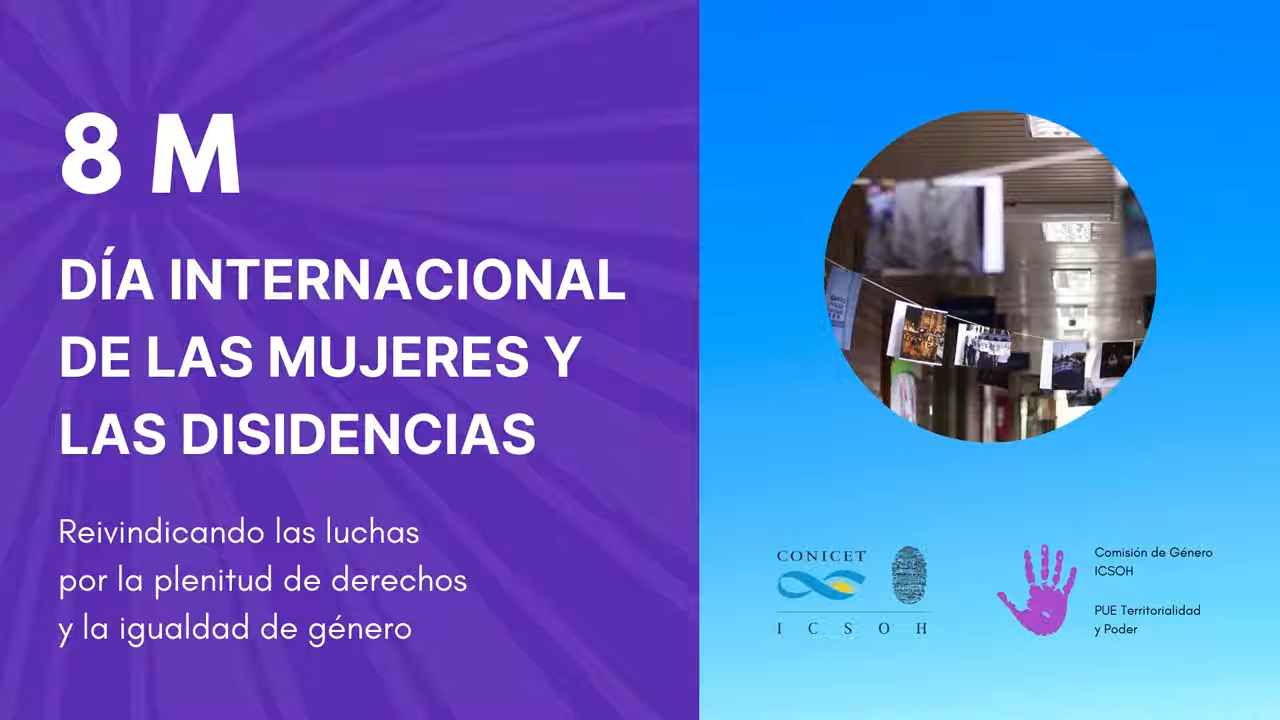 8 M
DÍA INTERNACIONAL
DE LAS MUJERES Y
LAS DISIDENCIAS
Reivindicando las luchas
por la plenitud de derechos
y la igualdad de género
CONICET
I C S O H
Comisión de Género
ICSOH
PUE Territorialidad
y Poder